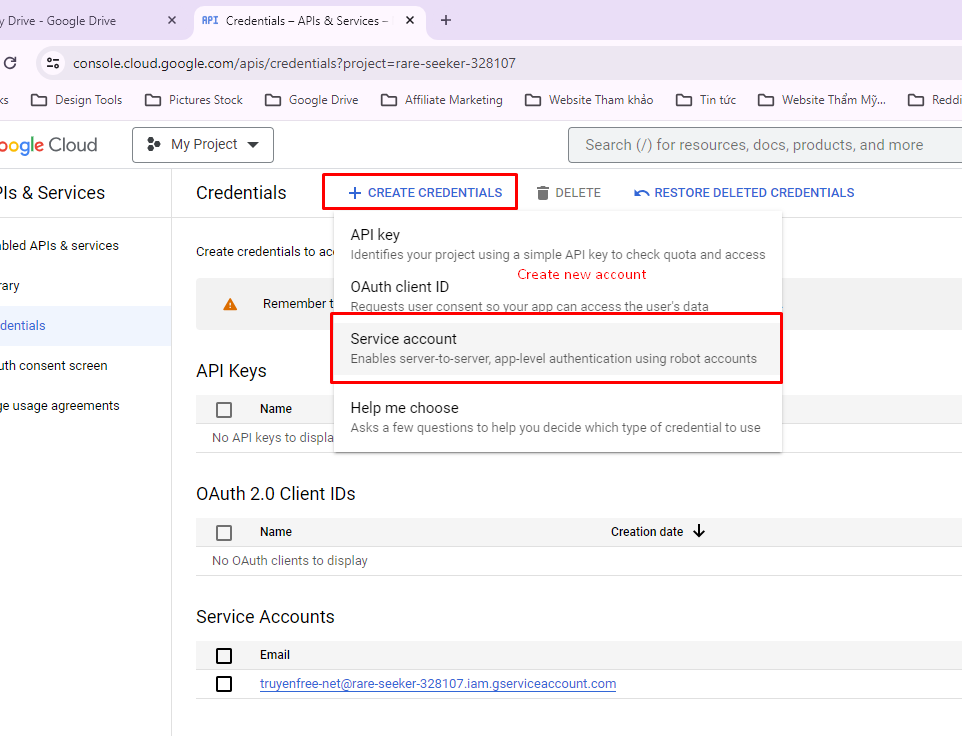 y Drive - Google Drive
API Credentials – APIs & Services –
console.cloud.google.com/apis/credentials?project=rare-seeker-328107
ks Design Tools Pictures Stock Google Drive Affiliate Marketing Website Tham khảo Tin tức Website Thẩm Mỹ... Reddi
oogle Cloud My Project Search (/) for resources, docs, products, and more
PIs & Services
Credentials + CREATE CREDENTIALS DELETE RESTORE DELETED CREDENTIALS
abled APIs & services
rary
dentials
uth consent screen
ge usage agreements
Create credentials to acc
Remember t
API key
Identifies your project using a simple API key to check quota and access
Create new account
OAuth client ID
Requests user consent so your app can access the user's data
Service account
Enables server-to-server, app-level authentication using robot accounts
Help me choose
Asks a few questions to help you decide which type of credential to use
API Keys
Name
No API keys to displa
OAuth 2.0 Client IDs
Name Creation date
No OAuth clients to display
Service Accounts
Email
truyenfree-net@rare-seeker-328107.iam.gserviceaccount.com